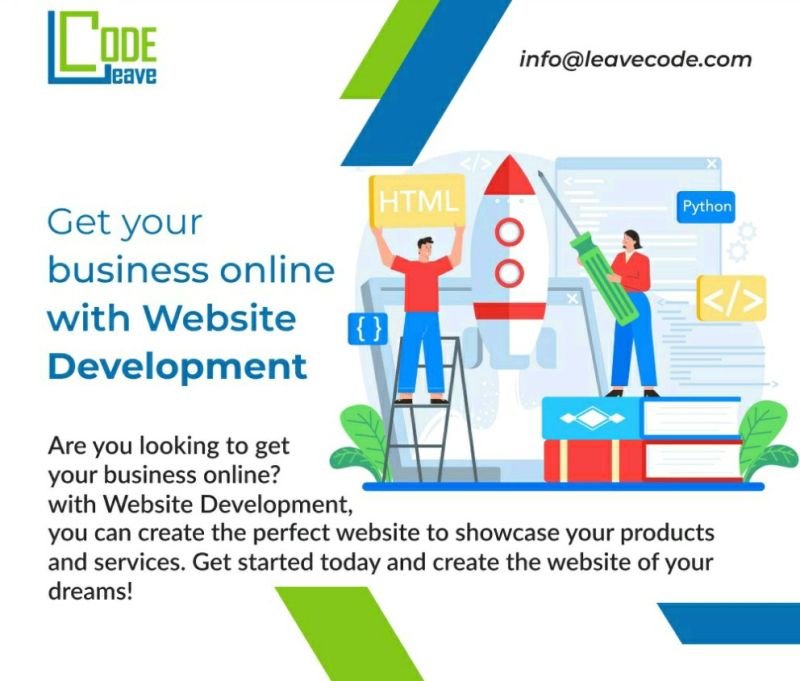 CODE
Leave
info@leavecode.com
</>
HTML
Python
Get your
business online
with Website
Development
</>
{ }
Are you looking to get
your business online?
with Website Development,
you can create the perfect website to showcase your products
and services. Get started today and create the website of your
dreams!